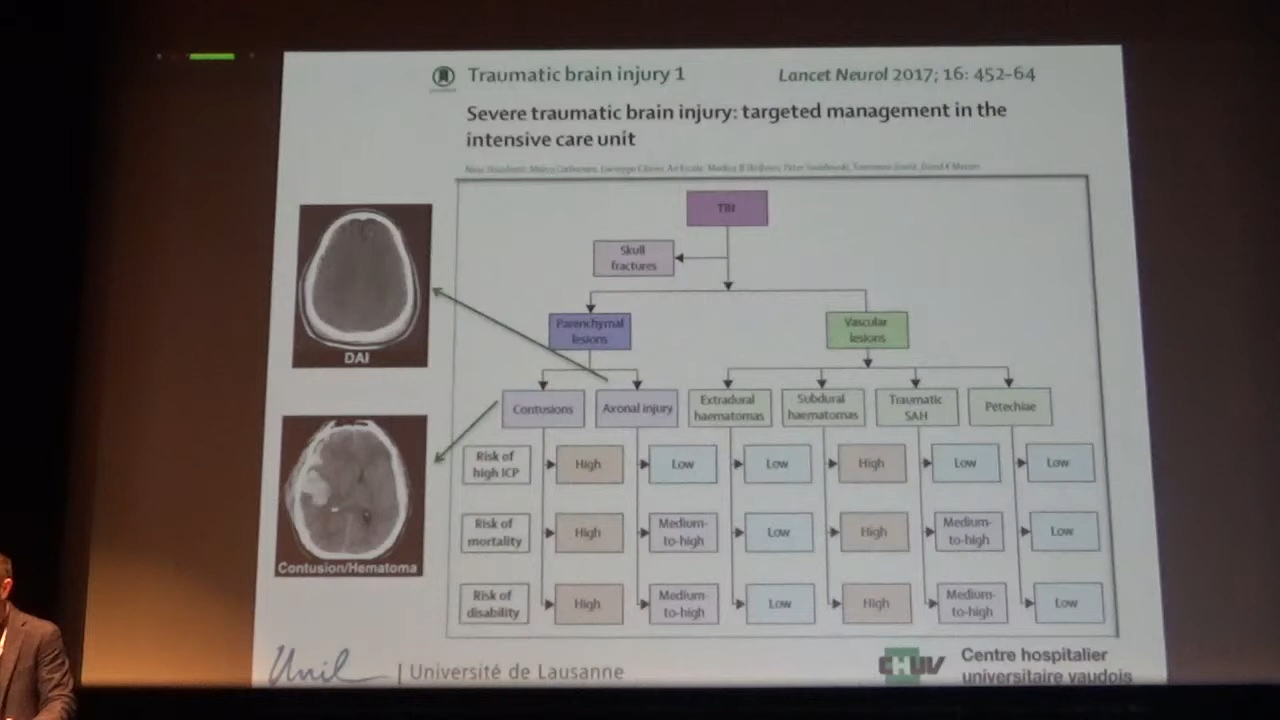 Traumatic brain injury 1
Lancet Neurol 2017; 16: 452–64
Severe traumatic brain injury: targeted management in the
intensive care unit
TBI
Skull
fractures
Parenchymal
lesions
Vascular
lesions
DAI
Contusions
Axonal injury
Extradural
haematomas
Subdural
haematomas
Traumatic
SAH
Petechiae
Risk of
high ICP
High
Low
Low
High
Low
Low
Risk of
mortality
High
Medium-
to-high
Low
High
Medium-
to-high
Low
Contusion/Hematoma
Risk of
disability
High
Medium-
to-high
Low
High
Medium-
to-high
Low
Unil
| Université de Lausanne
CHUV
Centre hospitalier
universitaire vaudois